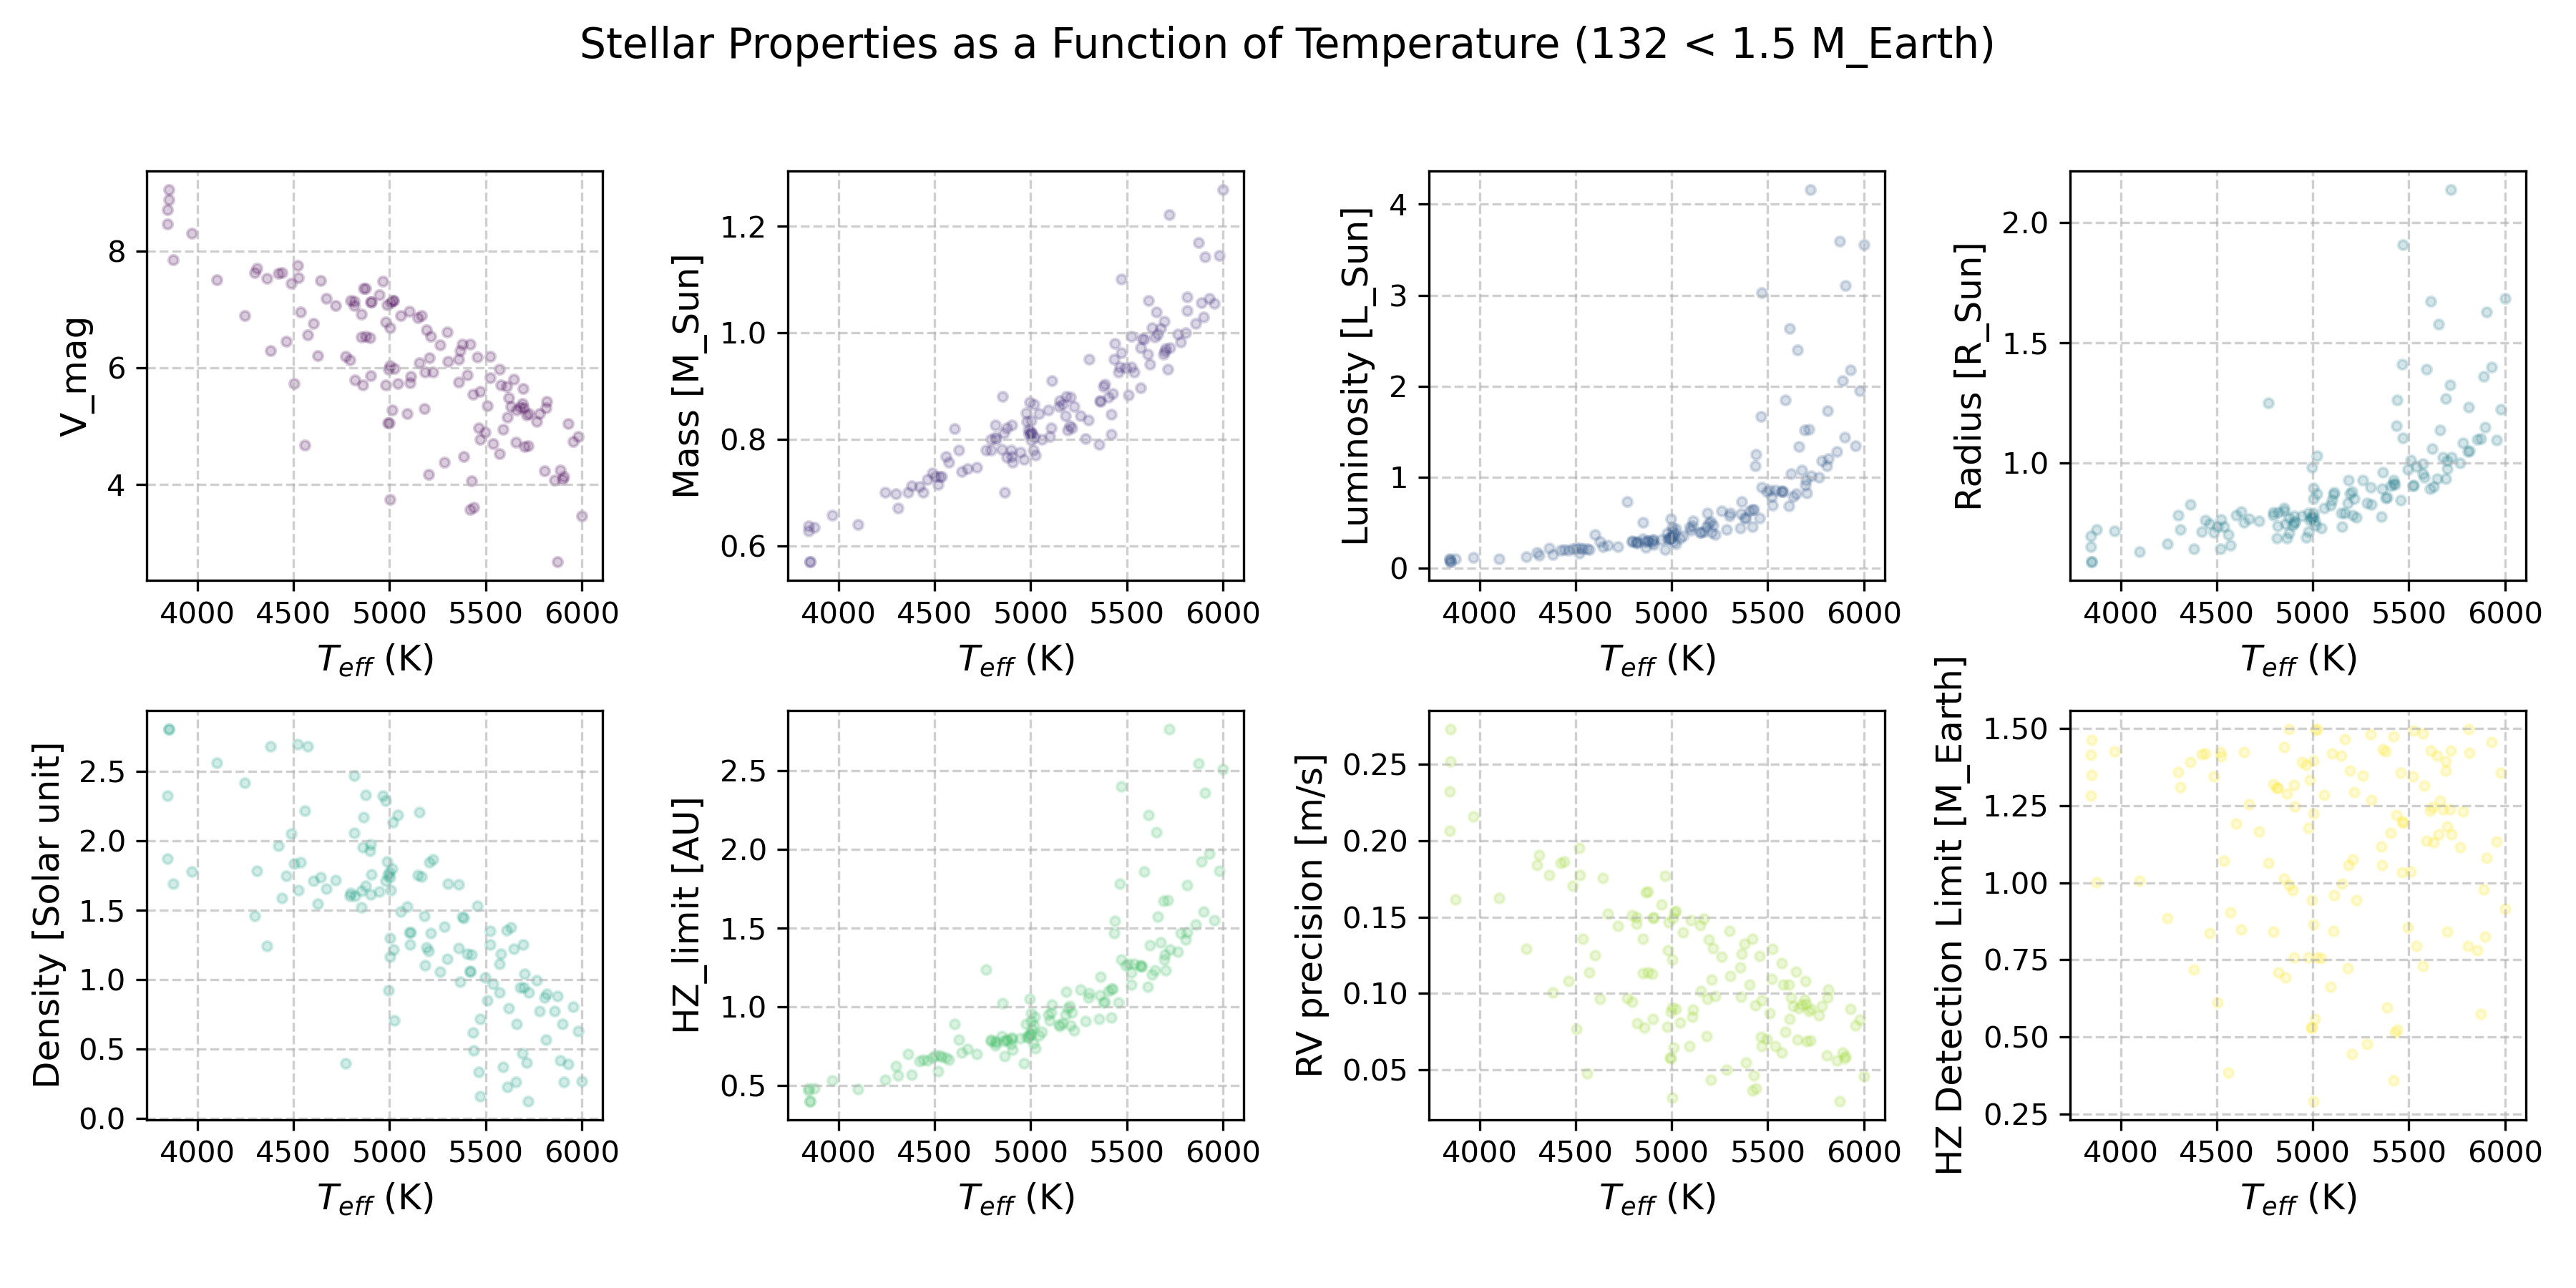 Stellar Properties as a Function of Temperature (132 < 1.5 M_Earth)
V_mag
8
6
4
4000 4500 5000 5500 6000
T_eff (K)
Mass [M_Sun]
1.2
1.0
0.8
0.6
4000 4500 5000 5500 6000
T_eff (K)
Luminosity [L_Sun]
4
3
2
1
0
4000 4500 5000 5500 6000
T_eff (K)
Radius [R_Sun]
2.0
1.5
1.0
4000 4500 5000 5500 6000
T_eff (K)
Density [Solar unit]
2.5
2.0
1.5
1.0
0.5
0.0
4000 4500 5000 5500 6000
T_eff (K)
HZ_limit [AU]
2.5
2.0
1.5
1.0
0.5
4000 4500 5000 5500 6000
T_eff (K)
RV precision [m/s]
0.25
0.20
0.15
0.10
0.05
4000 4500 5000 5500 6000
T_eff (K)
HZ Detection Limit [M_Earth]
1.50
1.25
1.00
0.75
0.50
0.25
4000 4500 5000 5500 6000
T_eff (K)